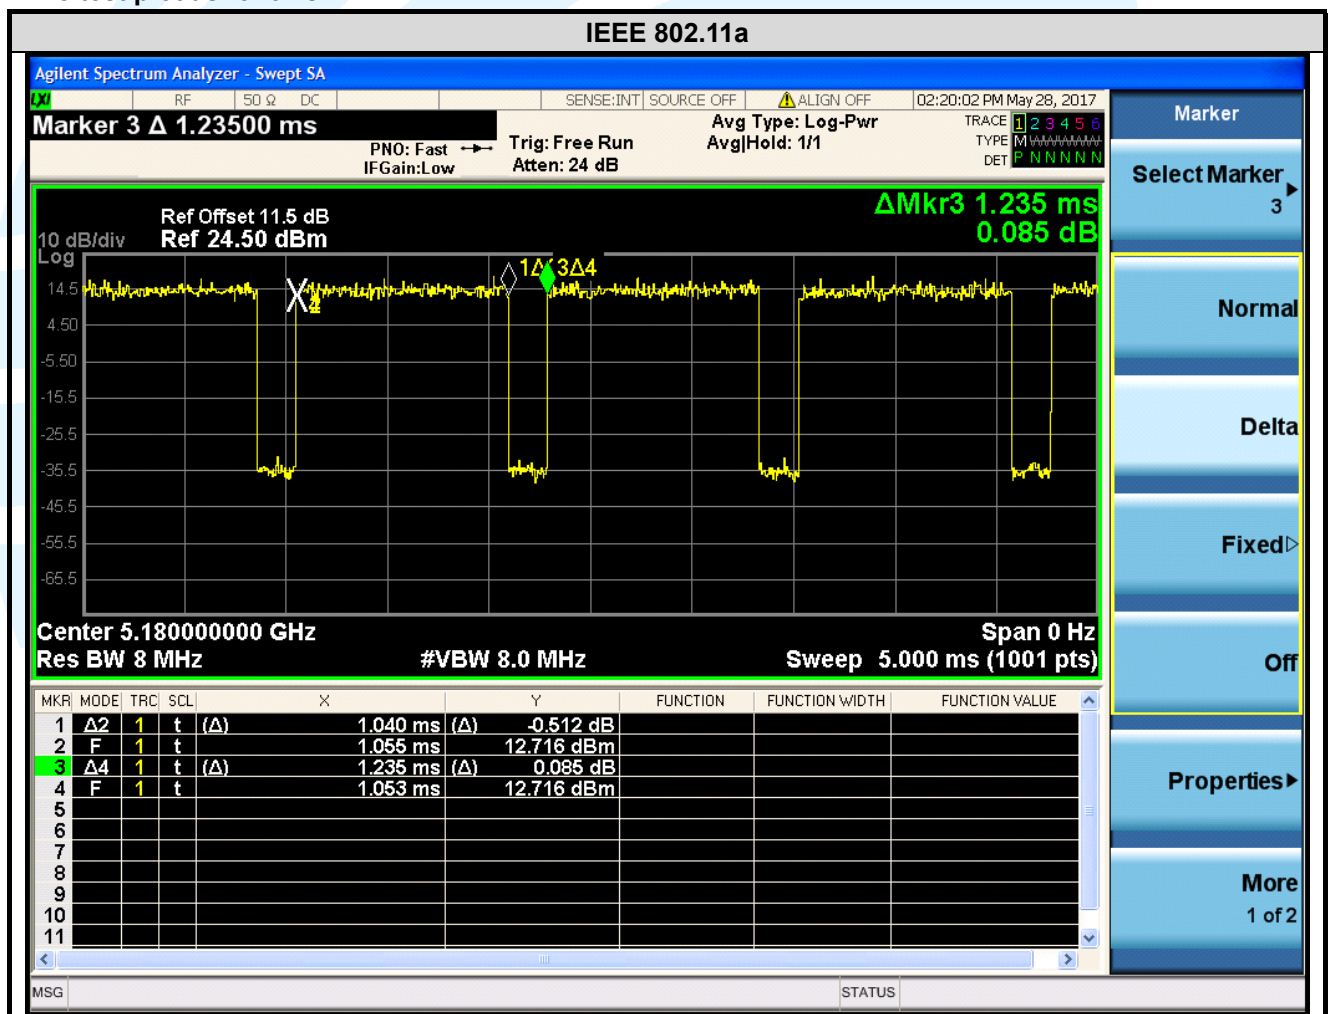 IEEE 802.11a
Agilent Spectrum Analyzer - Swept SA
LXI RF 50 Ω DC SENSE:INT SOURCE OFF ALIGN OFF 02:20:02 PM May 28, 2017
Marker 3 Δ 1.23500 ms
PNO: Fast
IFGain:Low
Trig: Free Run
Atten: 24 dB
Avg Type: Log-Pwr
Avg|Hold: 1/1
TRACE 1 2 3 4 5 6
TYPE M WWWWW
DET P N N N N N
ΔMkr3 1.235 ms
0.085 dB
Ref Offset 11.5 dB
Ref 24.50 dBm
10 dB/div
Log
14.5
4.50
-5.50
-15.5
-25.5
-35.5
-45.5
-55.5
-65.5
3Δ4
Center 5.180000000 GHz Span 0 Hz
Res BW 8 MHz #VBW 8.0 MHz Sweep 5.000 ms (1001 pts)
MKR MODE TRC SCL X Y FUNCTION FUNCTION WIDTH FUNCTION VALUE
1 Δ2 1 t (Δ) 1.040 ms (Δ) -0.512 dB
2 F 1 t 1.055 ms 12.716 dBm
3 Δ4 1 t (Δ) 1.235 ms (Δ) 0.085 dB
4 F 1 t 1.053 ms 12.716 dBm
5
6
7
8
9
10
11
MSG STATUS
Marker
Select Marker
3
Normal
Delta
Fixed
Off
Properties
More
1 of 2